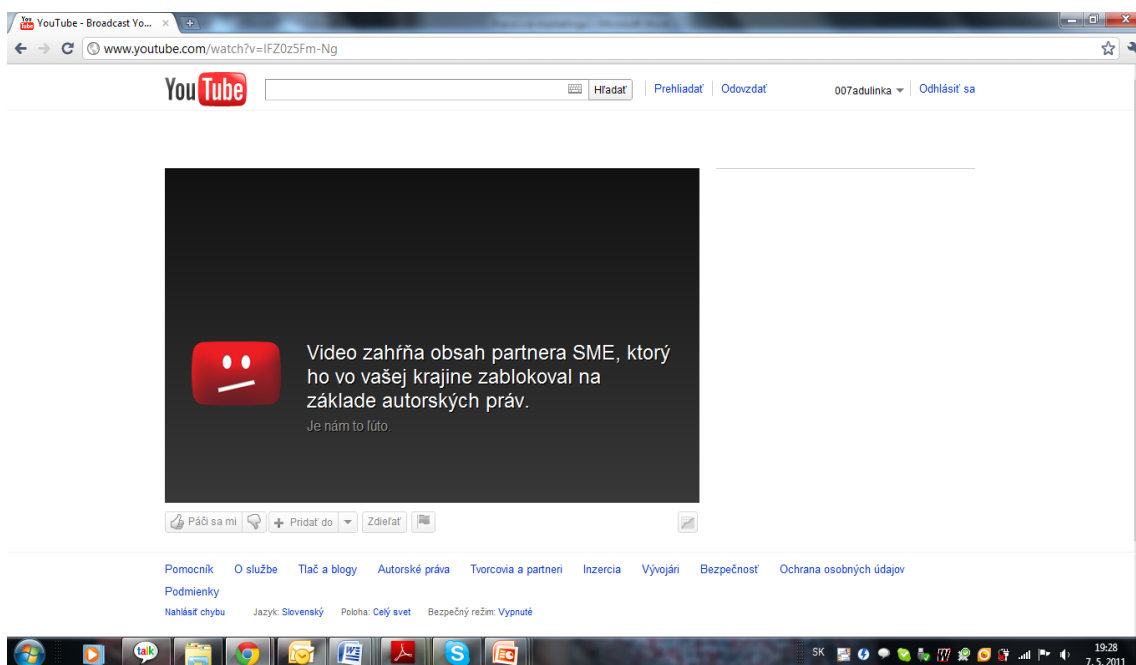 YouTube - Broadcast Yo...
www.youtube.com/watch?v=IFZ0z5Fm-Ng
YouTube Hľadať Prehliadať Odovzdať 007adulinka Odhlásiť sa
Video zahŕňa obsah partnera SME, ktorý
ho vo vašej krajine zablokoval na
základe autorských práv.
Je nám to ľúto.
Páči sa mi Pridať do Zdieľať
Pomocník O službe Tlač a blogy Autorské práva Tvorcovia a partneri Inzercia Vývojári Bezpečnosť Ochrana osobných údajov
Podmienky
Nahlásiť chybu Jazyk: Slovenský Poloha: Celý svet Bezpečný režim: Vypnuté
talk SK 19:28
7. 5. 2011